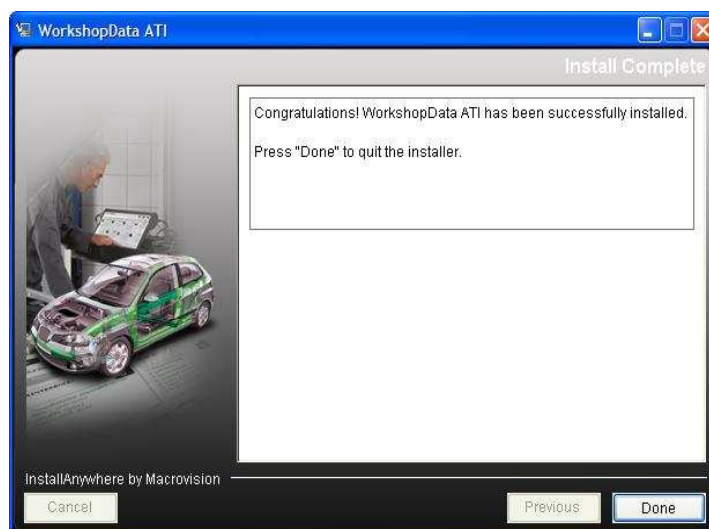 WorkshopData ATI
Install Complete
Congratulations! WorkshopData ATI has been successfully installed.
Press "Done" to quit the installer.
InstallAnywhere by Macrovision
Cancel
Previous
Done